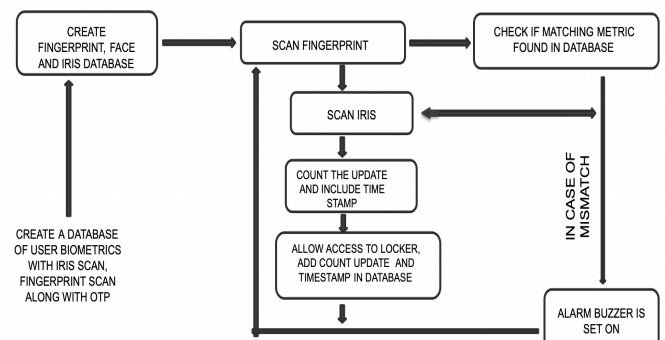 CREATE
FINGERPRINT, FACE
AND IRIS DATABASE
SCAN FINGERPRINT
CHECK IF MATCHING METRIC
FOUND IN DATABASE
SCAN IRIS
COUNT THE UPDATE
AND INCLUDE TIME
STAMP
IN CASE OF
MISMATCH
CREATE A DATABASE
OF USER BIOMETRICS
WITH IRIS SCAN,
FINGERPRINT SCAN
ALONG WITH OTP
ALLOW ACCESS TO LOCKER,
ADD COUNT UPDATE AND
TIMESTAMP IN DATABASE
ALARM BUZZER IS
SET ON